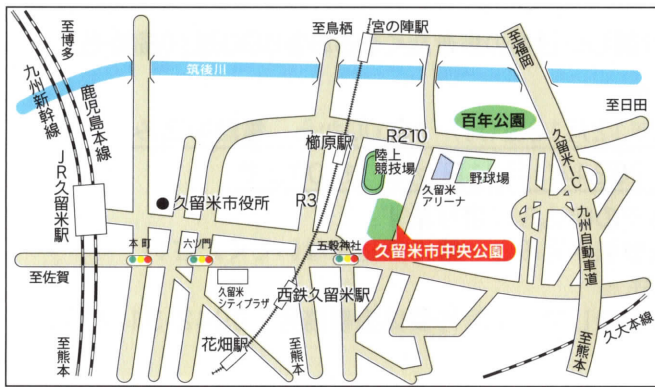 至博多
九州新幹線
鹿児島本線
JR久留米駅
至鳥栖
宮の陣駅
至福岡
筑後川
至日田
百年公園
久留米IC
九州自動車道
櫛原駅
R210
陸上
競技場
久留米
アリーナ
野球場
久留米市役所
R3
本町
六ツ門
五穀神社
久留米市中央公園
至佐賀
久留米
シティプラザ
西鉄久留米駅
花畑駅
至熊本
至熊本
至熊本
久大本線